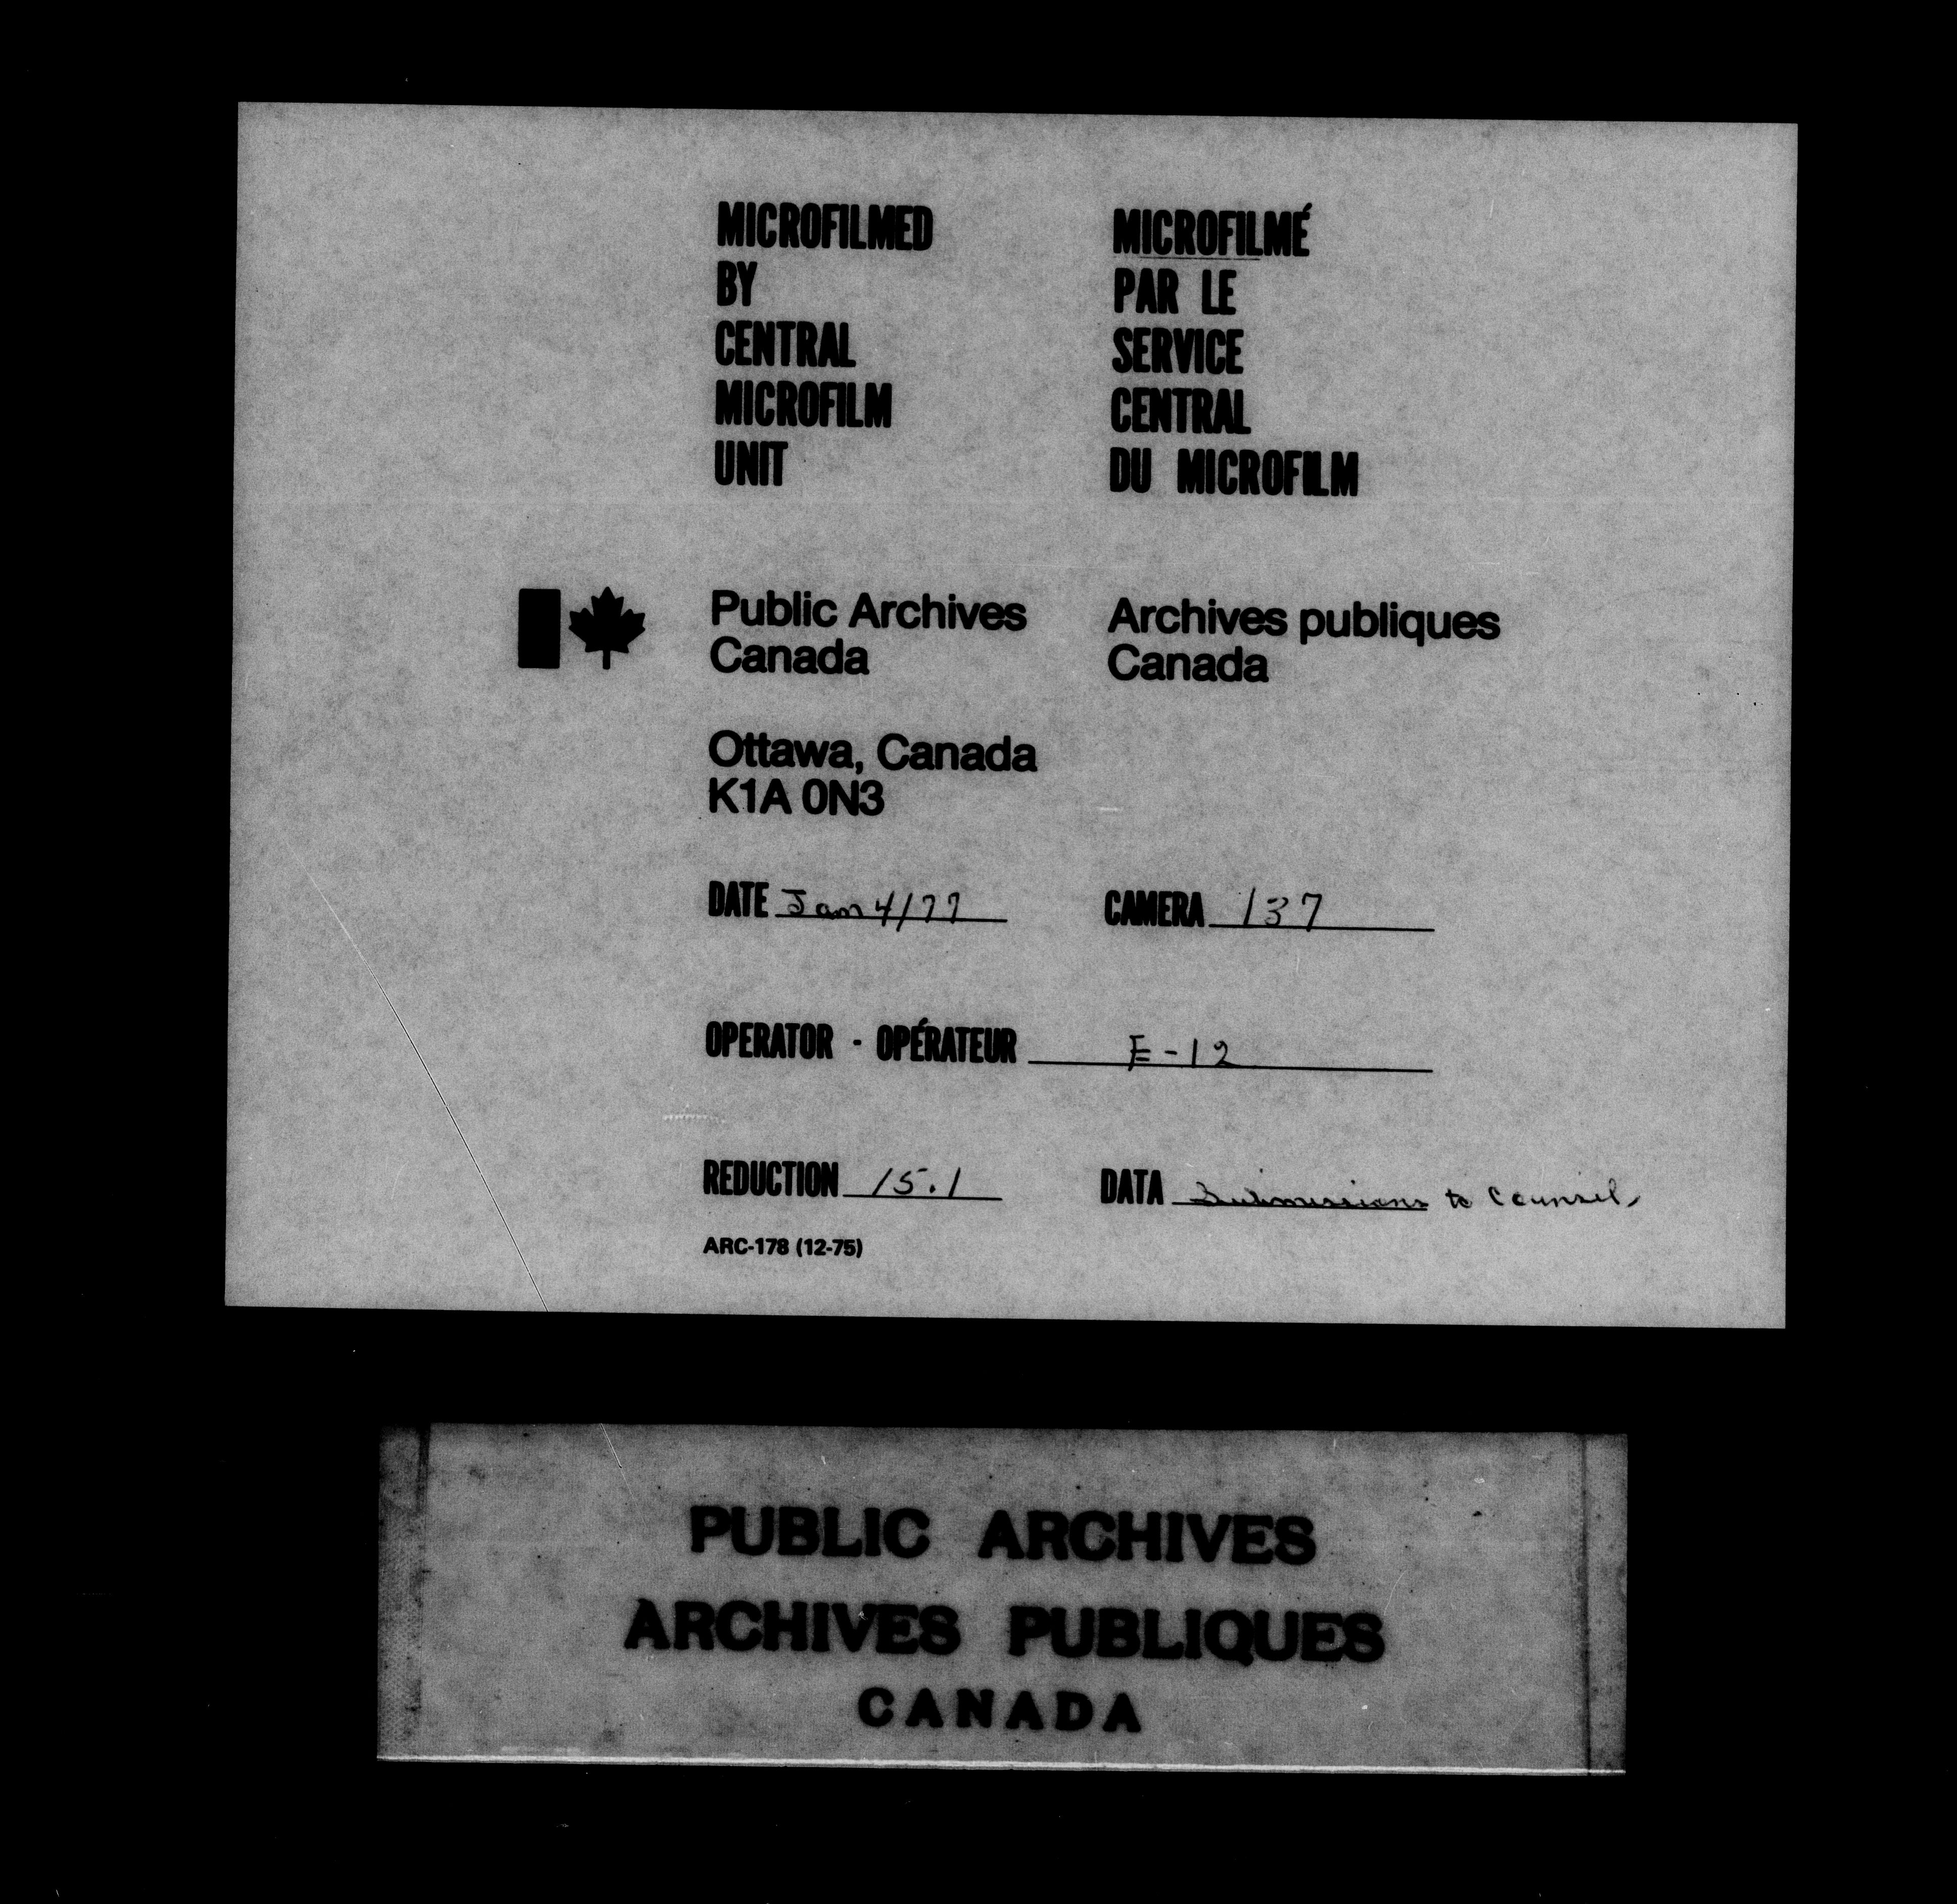 MICROFILMED
BY
CENTRAL
MICROFILM
UNIT
MICROFILMÉ
PAR LE
SERVICE
CENTRAL
DU MICROFILM
Public Archives
Canada
Archives publiques
Canada
Ottawa, Canada
K1A 0N3
DATE Jan 4/77
CAMERA 137
OPERATOR - OPÉRATEUR E-12
REDUCTION 15.1
DATA Submissions to Counsil,
ARC-178 (12-75)
PUBLIC ARCHIVES
ARCHIVES PUBLIQUES
CANADA